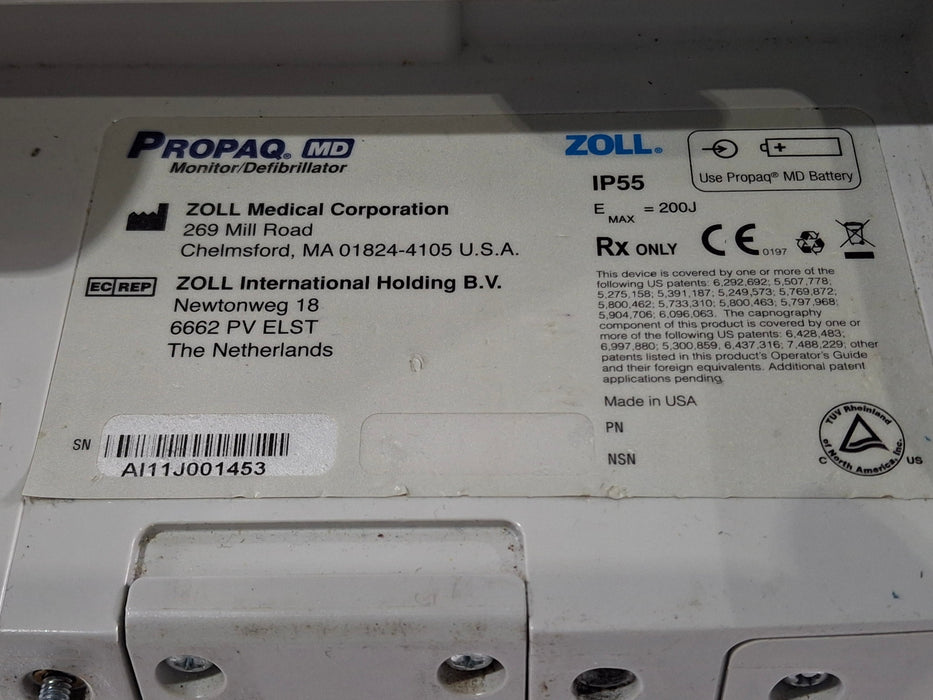 PROPAQ® MD
Monitor/Defibrillator
ZOLL Medical Corporation
269 Mill Road
Chelmsford, MA 01824-4105 U.S.A.
EC REP
ZOLL International Holding B.V.
Newtonweg 18
6662 PV ELST
The Netherlands
SN
AI11J001453
ZOLL®
+
Use Propaq® MD Battery
IP55
E MAX = 200J
Rx ONLY
CE 0197
This device is covered by one or more of the
following US patents: 6,292,692; 5,507,778;
5,275,158; 5,391,187; 5,249,573; 5,769,872;
5,800,462; 5,733,310; 5,800,463; 5,797,968;
5,904,706; 6,096,063. The capnography
component of this product is covered by one or
more of the following US patents: 6,428,483;
6,997,880; 5,300,859; 6,437,316; 7,488,229; other
patents listed in this product's Operator's Guide
and their foreign equivalents. Additional patent
applications pending.
Made in USA
PN
NSN
TUV Rheinland
of North America, Inc.
C US